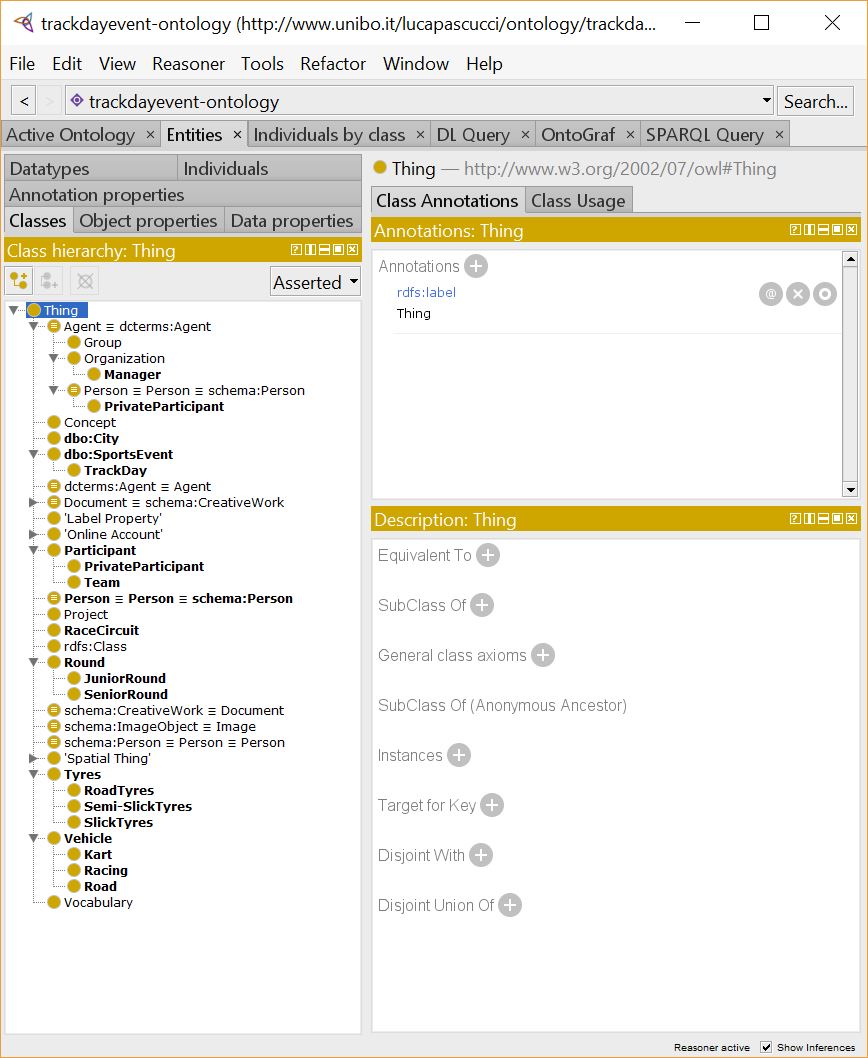 trackdayevent-ontology (http://www.unibo.it/lucapascucci/ontology/trackda...
File Edit View Reasoner Tools Refactor Window Help
< > trackdayevent-ontology Search...
Active Ontology × Entities × Individuals by class × DL Query × OntoGraf × SPARQL Query ×
Datatypes Individuals
Annotation properties
Classes Object properties Data properties
Class hierarchy: Thing
Asserted
Thing
Agent ≡ dcterms:Agent
Group
Organization
Manager
Person ≡ Person ≡ schema:Person
PrivateParticipant
Concept
dbo:City
dbo:SportsEvent
TrackDay
dcterms:Agent ≡ Agent
Document ≡ schema:CreativeWork
'Label Property'
'Online Account'
Participant
PrivateParticipant
Team
Person ≡ Person ≡ schema:Person
Project
RaceCircuit
rdfs:Class
Round
JuniorRound
SeniorRound
schema:CreativeWork ≡ Document
schema:ImageObject ≡ Image
schema:Person ≡ Person ≡ Person
'Spatial Thing'
Tyres
RoadTyres
Semi-SlickTyres
SlickTyres
Vehicle
Kart
Racing
Road
Vocabulary
Thing — http://www.w3.org/2002/07/owl#Thing
Class Annotations Class Usage
Annotations: Thing
Annotations
rdfs:label
Thing
Description: Thing
Equivalent To
SubClass Of
General class axioms
SubClass Of (Anonymous Ancestor)
Instances
Target for Key
Disjoint With
Disjoint Union Of
Reasoner active Show Inferences